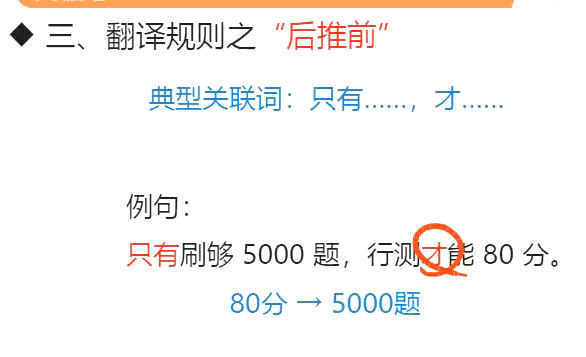 ◆ 三、翻译规则之“后推前”
典型关联词：只有……，才……
例句：
只有刷够 5000 题，行测才能 80 分。
80分 → 5000题